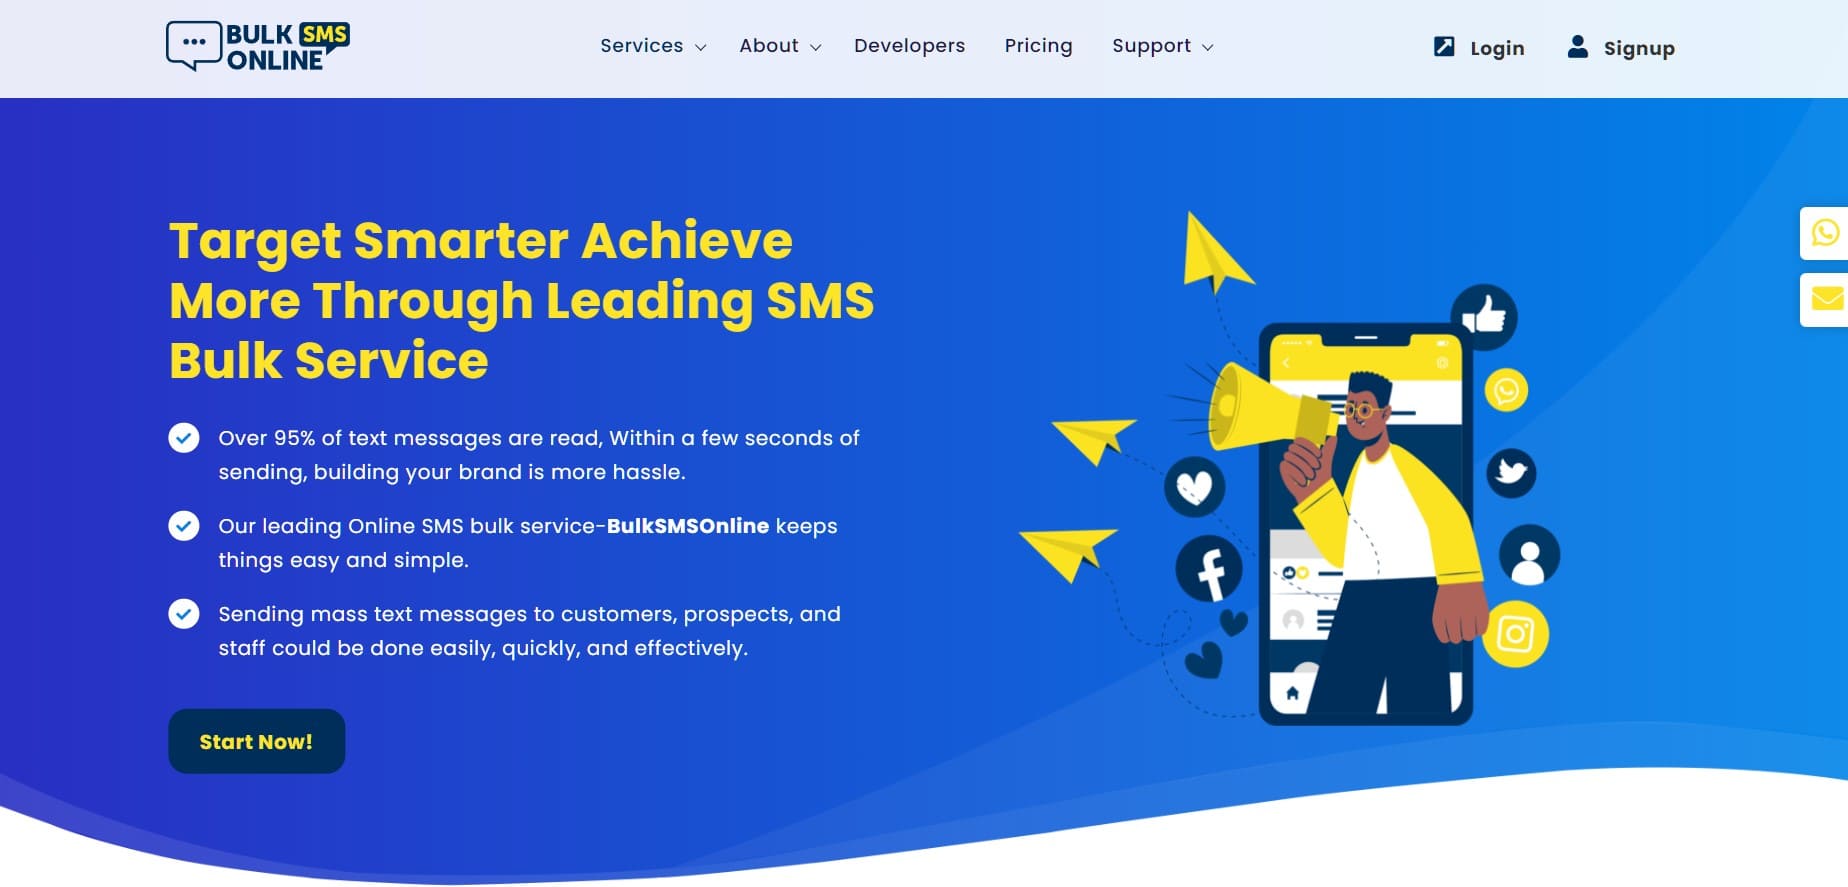 BULK SMS
ONLINE
Services
About
Developers
Pricing
Support
Login
Signup
Target Smarter Achieve
More Through Leading SMS
Bulk Service
Over 95% of text messages are read, Within a few seconds of
sending, building your brand is more hassle.
Our leading Online SMS bulk service-BulkSMSOnline keeps
things easy and simple.
Sending mass text messages to customers, prospects, and
staff could be done easily, quickly, and effectively.
Start Now!